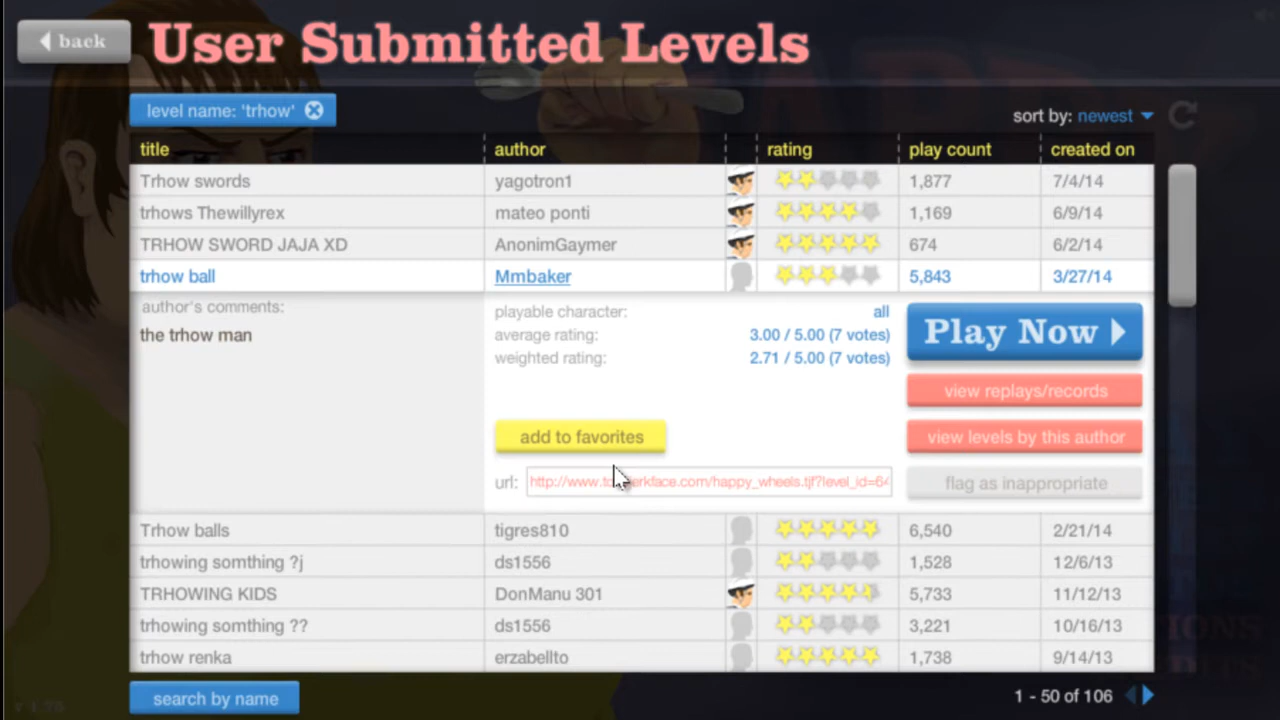 back
User Submitted Levels
level name: 'trhow'
sort by: newest
title author rating play count created on
Trhow swords yagotron1 1,877 7/4/14
trhows Thewillyrex mateo ponti 1,169 6/9/14
TRHOW SWORD JAJA XD AnonimGaymer 674 6/2/14
trhow ball Mmbaker 5,843 3/27/14
author's comments:
the trhow man
playable character: all
average rating: 3.00 / 5.00 (7 votes)
weighted rating: 2.71 / 5.00 (7 votes)
Play Now
view replays/records
add to favorites
view levels by this author
url:
flag as inappropriate
Trhow balls tigres810 6,540 2/21/14
trhowing somthing ?j ds1556 1,528 12/6/13
TRHOWING KIDS DonManu 301 5,733 11/12/13
trhowing somthing ?? ds1556 3,221 10/16/13
trhow renka erzabellto 1,738 9/14/13
search by name
1 - 50 of 106